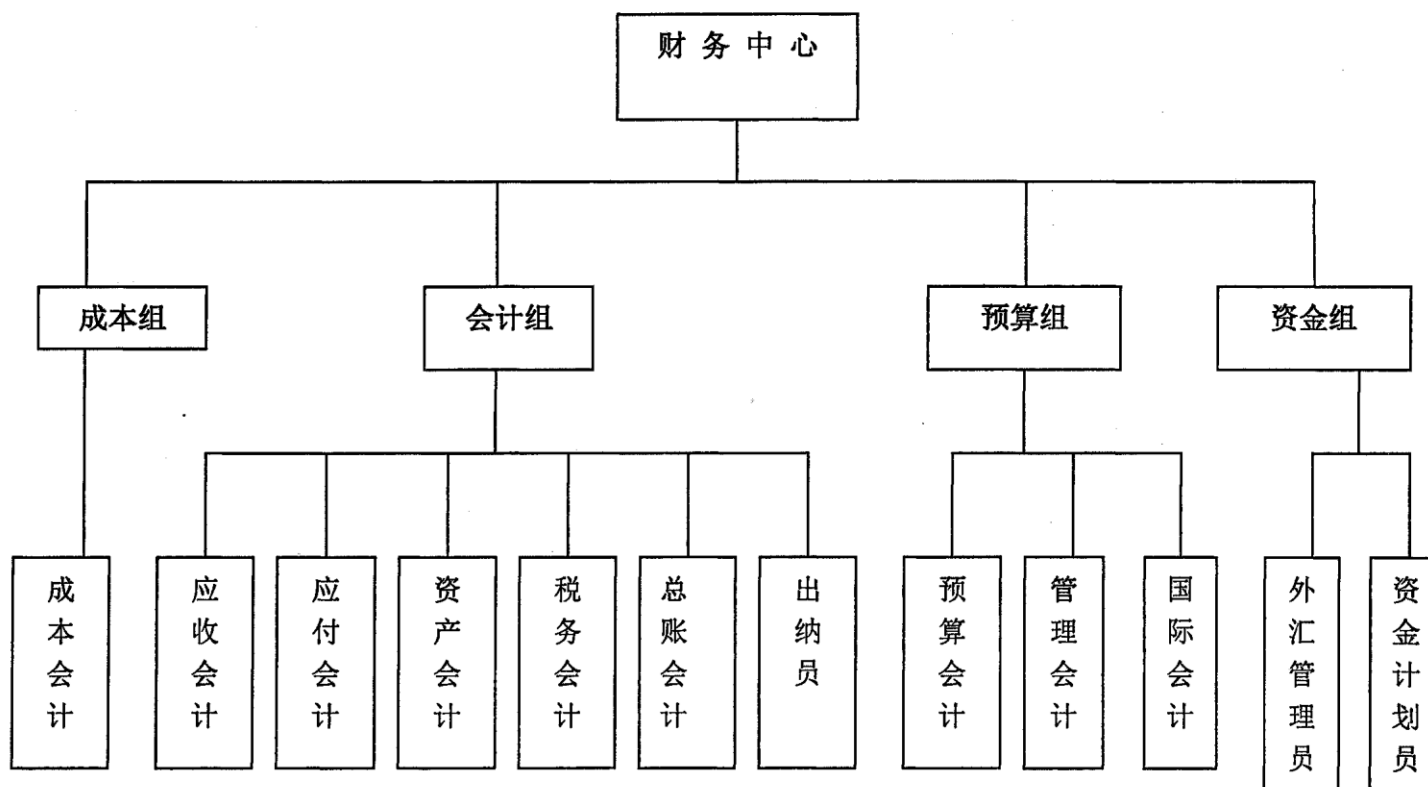 财务中心
成本组
会计组
预算组
资金组
成本会计
应收会计
应付会计
资产会计
税务会计
总账会计
出纳员
预算会计
管理会计
国际会计
外汇管理员
资金计划员